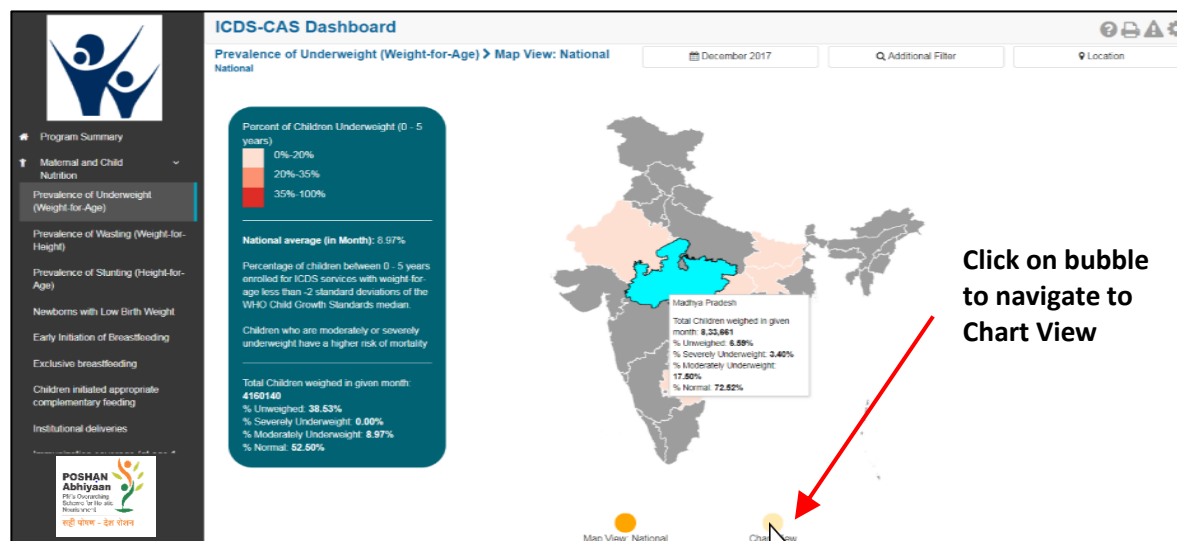 ICDS-CAS Dashboard
Prevalence of Underweight (Weight-for-Age) > Map View: National
National
December 2017
Additional Filter
Location
Program Summary
Maternal and Child
Nutrition
Prevalence of Underweight
(Weight-for-Age)
Prevalence of Wasting (Weight-for-
Height)
Prevalence of Stunting (Height-for-
Age)
Newborns with Low Birth Weight
Early Initiation of Breastfeeding
Exclusive breastfeeding
Children initiated appropriate
complementary feeding
Institutional deliveries
POSHAN
Abhiyaan
PM's Overarching
Scheme for Holistic
Nourishment
सही पोषण - देश रोशन
Percent of Children Underweight (0 - 5
years)
0%-20%
20%-35%
35%-100%
National average (in Month): 8.97%
Percentage of children between 0 - 5 years
enrolled for ICDS services with weight-for-
age less than -2 standard deviations of the
WHO Child Growth Standards median.
Children who are moderately or severely
underweight have a higher risk of mortality
Total Children weighed in given month:
4160140
% Unweighed: 38.53%
% Severely Underweight: 0.00%
% Moderately Underweight: 8.97%
% Normal: 52.50%
Madhya Pradesh
Total Children weighed in given
month: 8,33,661
% Unweighed: 6.59%
% Severely Underweight: 3.40%
% Moderately Underweight:
17.50%
% Normal: 72.52%
Click on bubble
to navigate to
Chart View
Map View: National
Chart View